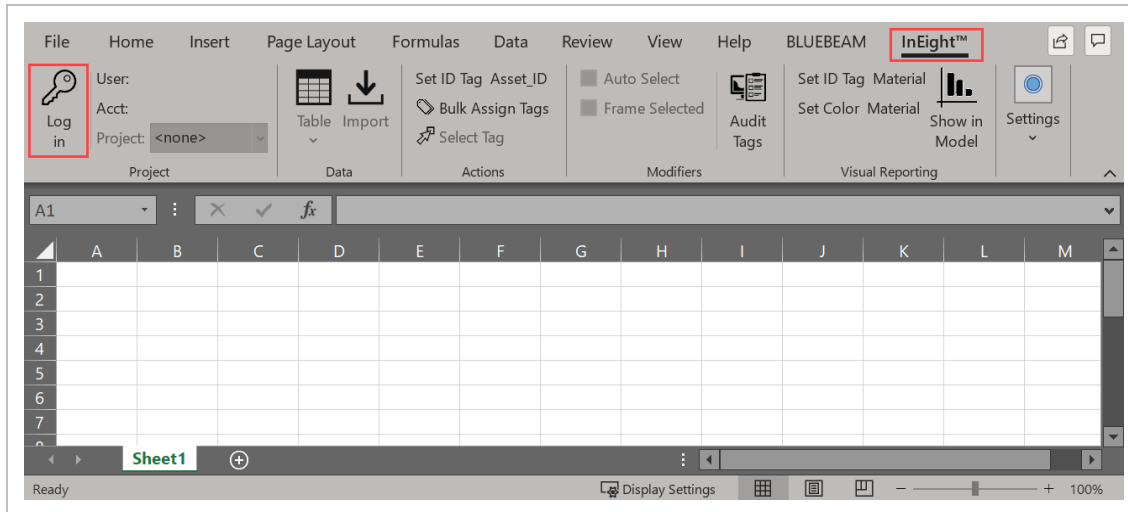 File Home Insert Page Layout Formulas Data Review View Help BLUEBEAM InEight™
Log in
User:
Acct:
Project: <none>
Project
Table Import
Data
Set ID Tag Asset_ID
Bulk Assign Tags
Select Tag
Actions
Auto Select
Frame Selected
Audit Tags
Modifiers
Set ID Tag Material
Set Color Material
Show in Model
Visual Reporting
Settings
A1 fx
A B C D E F G H I J K L M
1
2
3
4
5
6
7
Sheet1
Ready Display Settings 100%